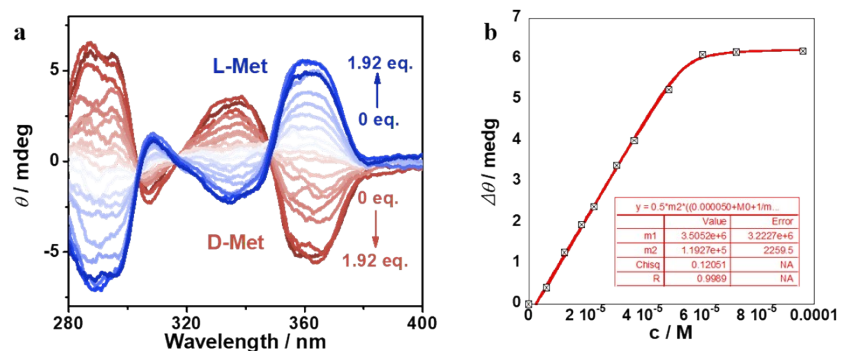 a
θ / mdeg
5
0
-5
L-Met
1.92 eq.
0 eq.
0 eq.
D-Met
1.92 eq.
280 320 360 400
Wavelength / nm
b
Δθ / medg
7
6
5
4
3
2
1
0
y = 0.5*m2*((0.000050+M0+1/m...
Value Error
m1 3.5052e+6 3.2227e+6
m2 1.1927e+5 2259.5
Chisq 0.12051 NA
R 0.9989 NA
0 2 10⁻⁵ 4 10⁻⁵ 6 10⁻⁵ 8 10⁻⁵ 0.0001
c / M